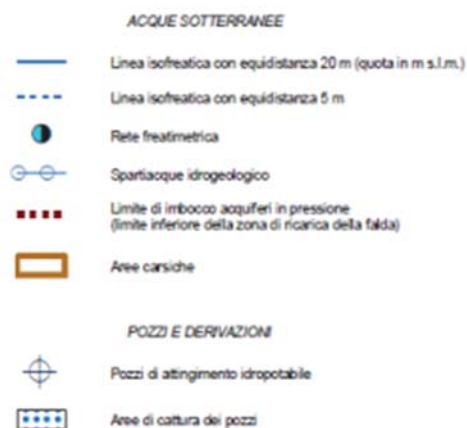 ACQUE SOTTERRANEE
Linea isofreatica con equidistanza 20 m (quota in m s.l.m.)
Linea isofreatica con equidistanza 5 m
Rete freatimetrica
Spartiacque idrogeologico
Limite di imbocco acquiferi in pressione
(limite inferiore della zona di ricarica della falda)
Aree carsiche
POZZI E DERIVAZIONI
Pozzi di attingimento idropotabile
Aree di cattura dei pozzi